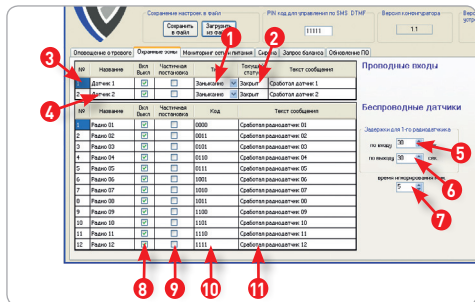 Сохранение настроек в файл
PIN код для управления по SMS DTMF
Версия конфигуратора
Сохранить в файл
Загрузить из файла
11111
1.1
Оповещение о тревого
Охранные зоны
Мониторинг сети питания
Сирена
Запрос баланса
Обновление ПО
№ Название Вкл Выкл Частичная постановка Тип Текущий статус Текст сообщения
1 Датчик 1 Замыкание Закрыт Сработал датчик 1
2 Датчик 2 Замыкание Закрыт Сработал датчик 2
Проводные входы
№ Название Вкл Выкл Частичная постановка Код Текст сообщения
1 Радио 01 0000 Сработал радиодатчик 01
2 Радио 02 0011 Сработал радиодатчик 02
3 Радио 03 0101 Сработал радиодатчик 03
4 Радио 04 0110 Сработал радиодатчик 04
5 Радио 05 0111 Сработал радиодатчик 05
6 Радио 06 1001 Сработал радиодатчик 06
7 Радио 07 1010 Сработал радиодатчик 07
8 Радио 08 1011 Сработал радиодатчик 08
9 Радио 09 1100 Сработал радиодатчик 09
10 Радио 10 1101 Сработал радиодатчик 10
11 Радио 11 1110 Сработал радиодатчик 11
12 Радио 12 1111 Сработал радиодатчик 12
Беспроводные датчики
Задержки для 1-го радиодатчика
по входу 30
по выходу 30 сек.
время игнорирования
5
1
2
3
4
5
6
7
8
9
10
11